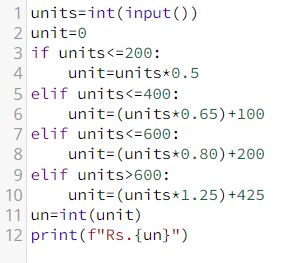 1 units=int(input())
2 unit=0
3 if units<=200:
4     unit=units*0.5
5 elif units<=400:
6     unit=(units*0.65)+100
7 elif units<=600:
8     unit=(units*0.80)+200
9 elif units>600:
10     unit=(units*1.25)+425
11 un=int(unit)
12 print(f"Rs.{un}")